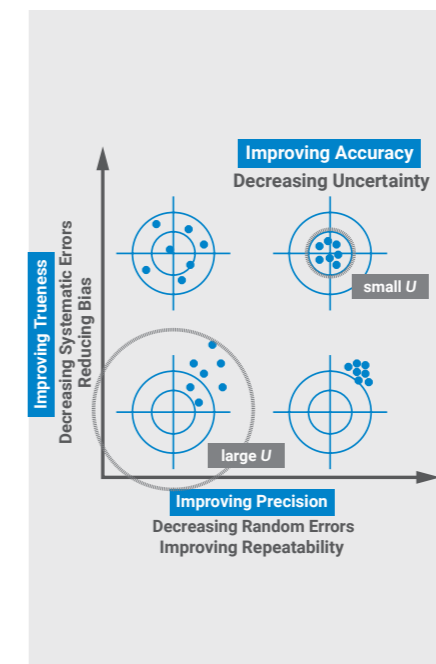 Improving Accuracy
Decreasing Uncertainty
small U
Improving Trueness
Decreasing Systematic Errors
Reducing Bias
large U
Improving Precision
Decreasing Random Errors
Improving Repeatability